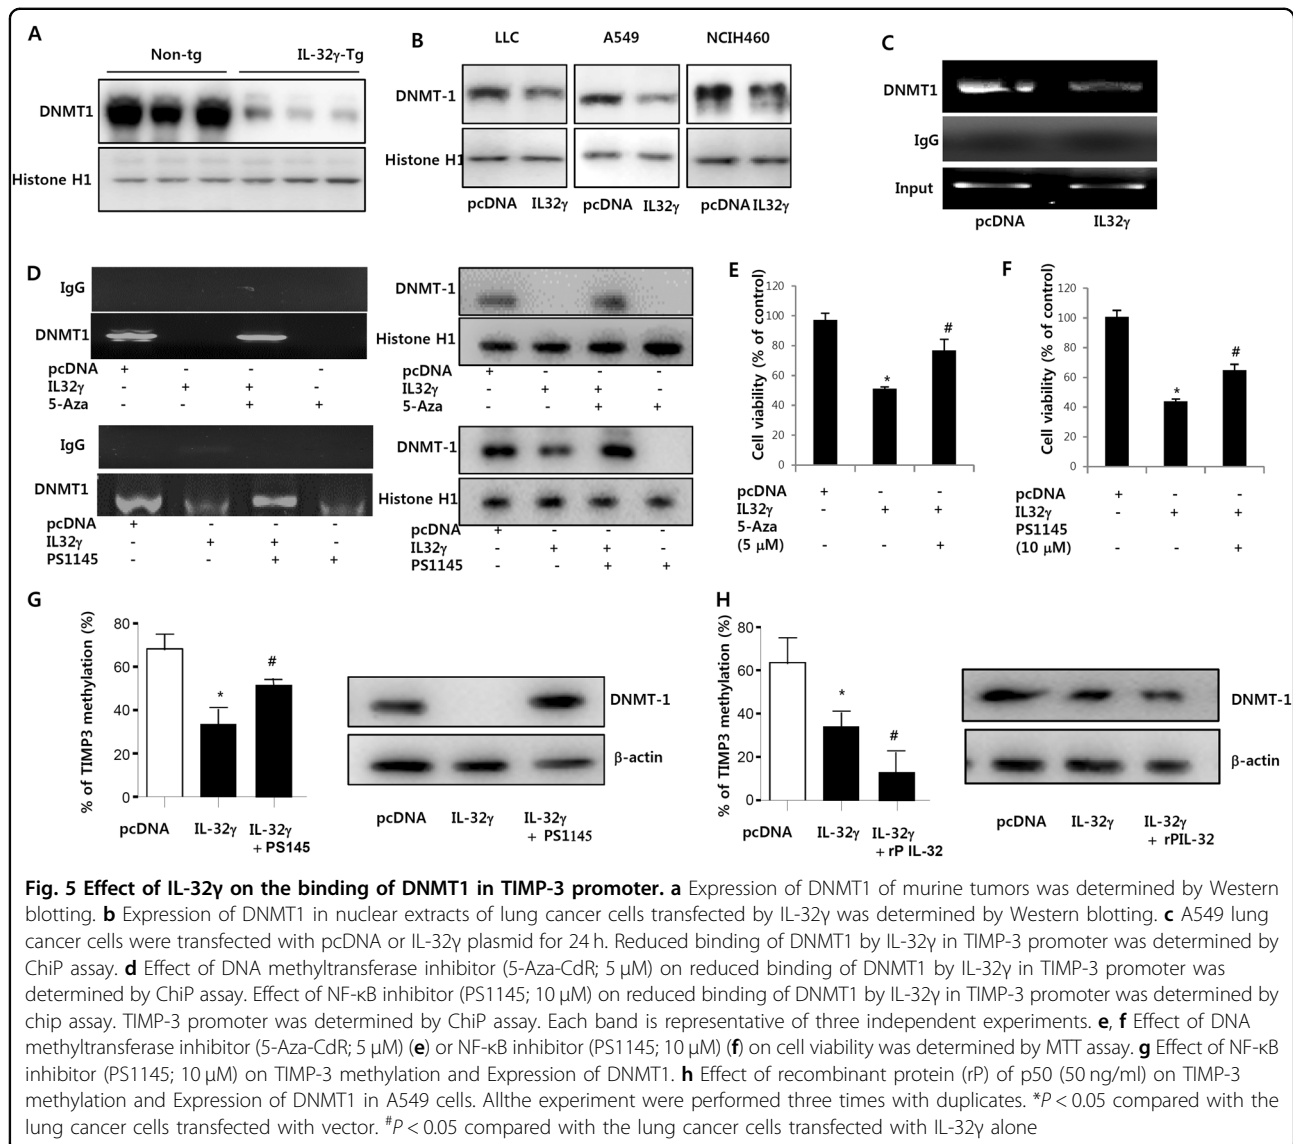 A
Non-tg IL-32γ-Tg
DNMT1
Histone H1
B
LLC A549 NCIH460
DNMT-1
Histone H1
pcDNA IL32γ pcDNA IL32γ pcDNA IL32γ
C
DNMT1
IgG
Input
pcDNA IL32γ
D
IgG
DNMT1
pcDNA + - - -
IL32γ - + + -
5-Aza - - + +
DNMT-1
Histone H1
pcDNA + - - -
IL32γ - + + -
5-Aza - - + +
IgG
DNMT1
pcDNA + - - -
IL32γ - + + -
PS1145 - - + +
DNMT-1
Histone H1
pcDNA + - - -
IL32γ - + + -
PS1145 - - + +
E
Cell viability (% of control)
120
100
80
60
40
20
0
* #
pcDNA + - -
IL32γ - + +
5-Aza
(5 μM) - - +
F
Cell viability (% of control)
120
100
80
60
40
20
0
* #
pcDNA + - -
IL32γ - + +
PS1145
(10 μM) - - +
G
% of TIMP3 methylation (%)
80
60
40
20
0
* #
pcDNA IL-32γ IL-32γ
+ PS145
DNMT-1
β-actin
pcDNA IL-32γ IL-32γ
+ PS1145
H
% of TIMP3 methylation (%)
80
60
40
20
0
* #
pcDNA IL-32γ IL-32γ
+ rP IL-32
DNMT-1
β-actin
pcDNA IL-32γ IL-32γ
+ rPIL-32
Fig. 5 Effect of IL-32γ on the binding of DNMT1 in TIMP-3 promoter. a Expression of DNMT1 of murine tumors was determined by Western
blotting. b Expression of DNMT1 in nuclear extracts of lung cancer cells transfected by IL-32γ was determined by Western blotting. c A549 lung
cancer cells were transfected with pcDNA or IL-32γ plasmid for 24 h. Reduced binding of DNMT1 by IL-32γ in TIMP-3 promoter was determined by
ChiP assay. d Effect of DNA methyltransferase inhibitor (5-Aza-CdR; 5 μM) on reduced binding of DNMT1 by IL-32γ in TIMP-3 promoter was
determined by ChiP assay. Effect of NF-κB inhibitor (PS1145; 10 μM) on reduced binding of DNMT1 by IL-32γ in TIMP-3 promoter was determined by
chip assay. TIMP-3 promoter was determined by ChiP assay. Each band is representative of three independent experiments. e, f Effect of DNA
methyltransferase inhibitor (5-Aza-CdR; 5 μM) (e) or NF-κB inhibitor (PS1145; 10 μM) (f) on cell viability was determined by MTT assay. g Effect of NF-κB
inhibitor (PS1145; 10 μM) on TIMP-3 methylation and Expression of DNMT1. h Effect of recombinant protein (rP) of p50 (50 ng/ml) on TIMP-3
methylation and Expression of DNMT1 in A549 cells. Allthe experiment were performed three times with duplicates. *P < 0.05 compared with the
lung cancer cells transfected with vector. #P < 0.05 compared with the lung cancer cells transfected with IL-32γ alone